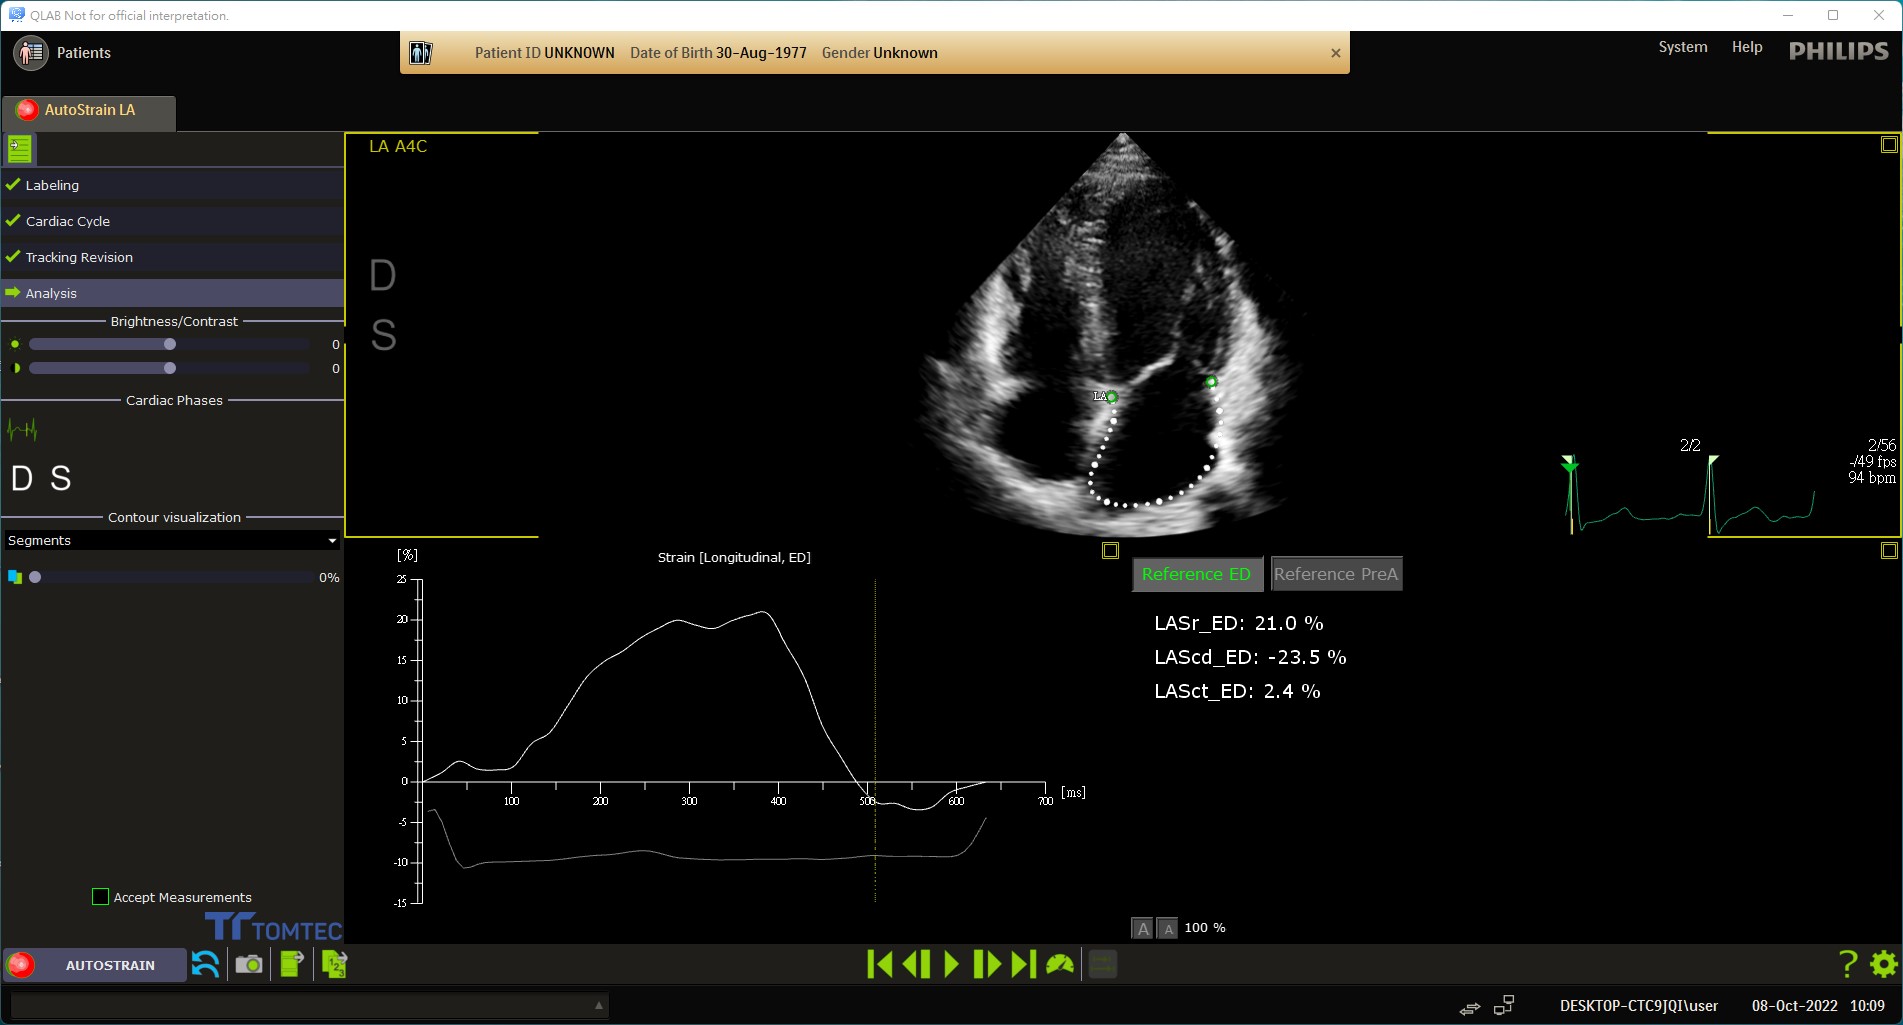 QLAB Not for official interpretation.
Patients
Patient ID UNKNOWN Date of Birth 30-Aug-1977 Gender Unknown
System Help PHILIPS
AutoStrain LA
Labeling
Cardiac Cycle
Tracking Revision
Analysis
Brightness/Contrast
0
0
Cardiac Phases
D S
Contour visualization
Segments
0%
Accept Measurements
TOMTEC
LA A4C
D
S
LA
2/2
2/56
-/49 fps
94 bpm
[%]
Strain [Longitudinal, ED]
25
20
15
10
5
0
-5
-10
-15
100 200 300 400 500 600 700 [ms]
Reference ED Reference PreA
LASr_ED: 21.0 %
LAScd_ED: -23.5 %
LASct_ED: 2.4 %
A A 100 %
AUTOSTRAIN
1 2 3
?
DESKTOP-CTC9JQI\user 08-Oct-2022 10:09